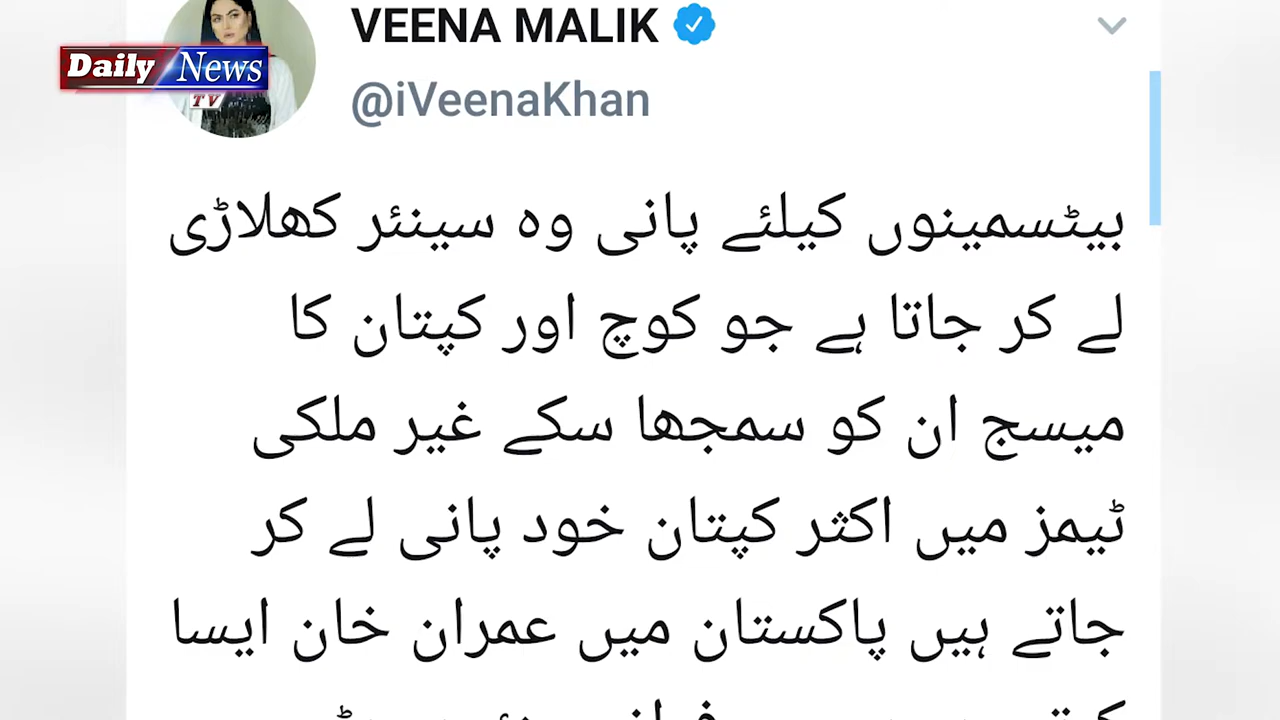 VEENA MALIK
Daily News
TV
@iVeenaKhan
بیٹسمینوں کیلئے پانی وہ سینئر کھلاڑی
لے کر جاتا ہے جو کوچ اور کپتان کا
میسج ان کو سمجھا سکے غیر ملکی
ٹیمز میں اکثر کپتان خود پانی لے کر
جاتے ہیں پاکستان میں عمران خان ایسا